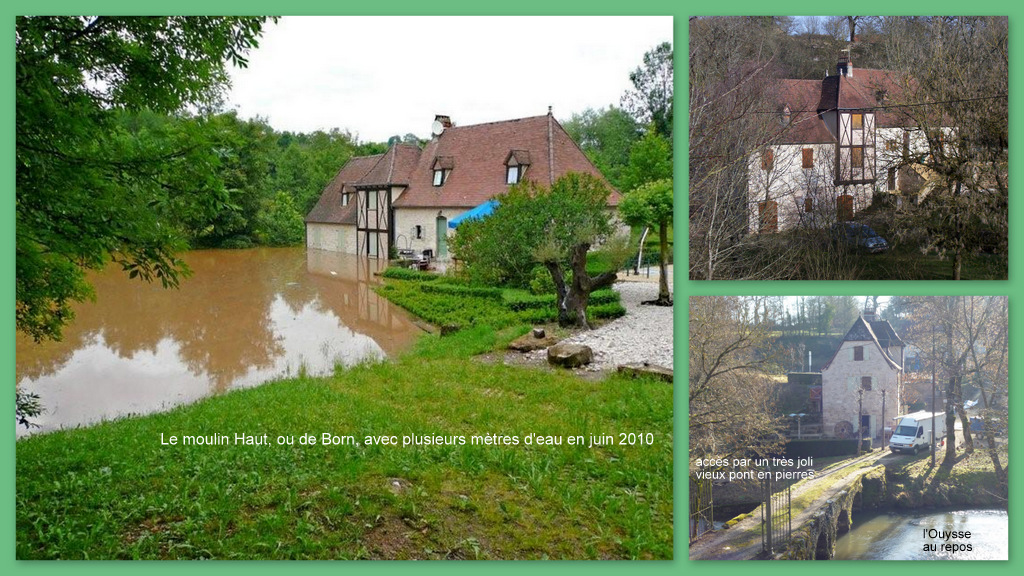 Le moulin Haut, ou de Born, avec plusieurs mètres d'eau en juin 2010
accès par un très joli
vieux pont en pierres
l'Ouysse
au repos